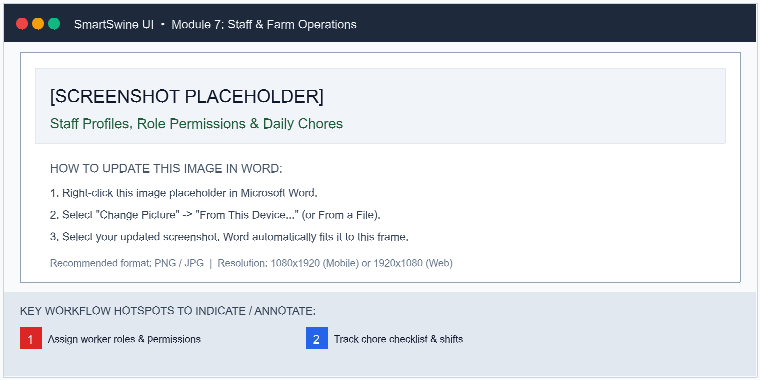 SmartSwine UI • Module 7: Staff & Farm Operations
[SCREENSHOT PLACEHOLDER]
Staff Profiles, Role Permissions & Daily Chores
HOW TO UPDATE THIS IMAGE IN WORD:
1. Right-click this image placeholder in Microsoft Word.
2. Select "Change Picture" -> "From This Device..." (or From a File).
3. Select your updated screenshot. Word automatically fits it to this frame.
Recommended format: PNG / JPG | Resolution: 1080x1920 (Mobile) or 1920x1080 (Web)
KEY WORKFLOW HOTSPOTS TO INDICATE / ANNOTATE:
1 Assign worker roles & permissions
2 Track chore checklist & shifts